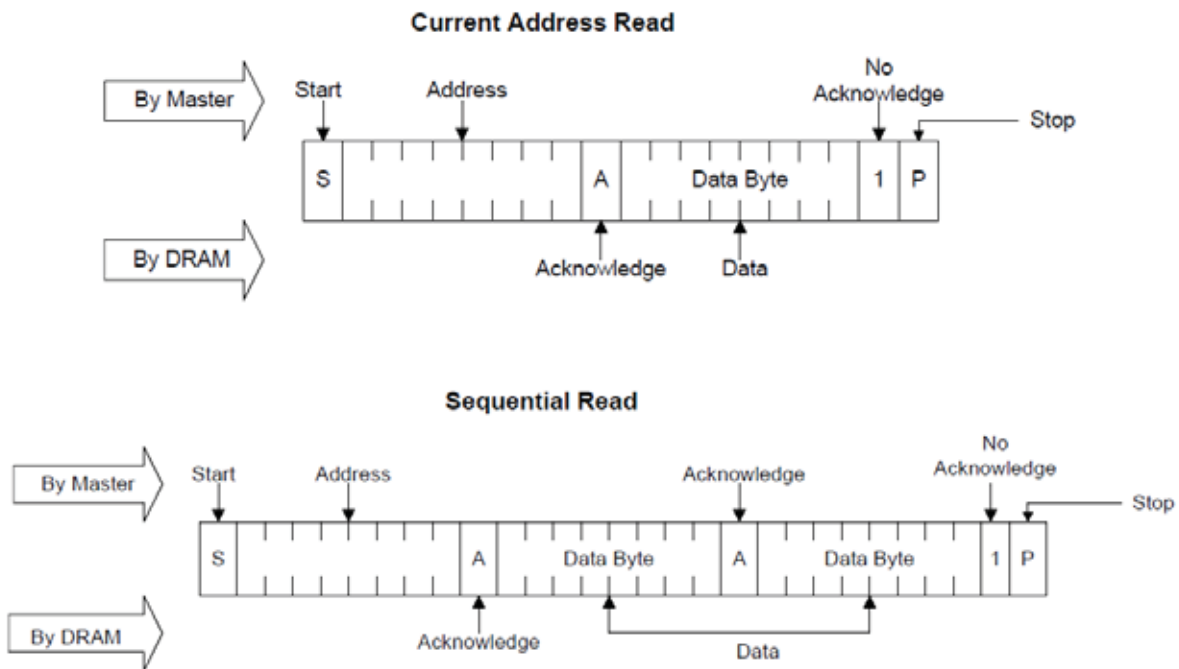 Current Address Read
No
By Master
Start
Address
Acknowledge
Stop
S
A
Data Byte
1
P
By DRAM
Acknowledge
Data
Sequential Read
No
By Master
Start
Address
Acknowledge
Acknowledge
Stop
S
A
Data Byte
A
Data Byte
1
P
By DRAM
Acknowledge
Data